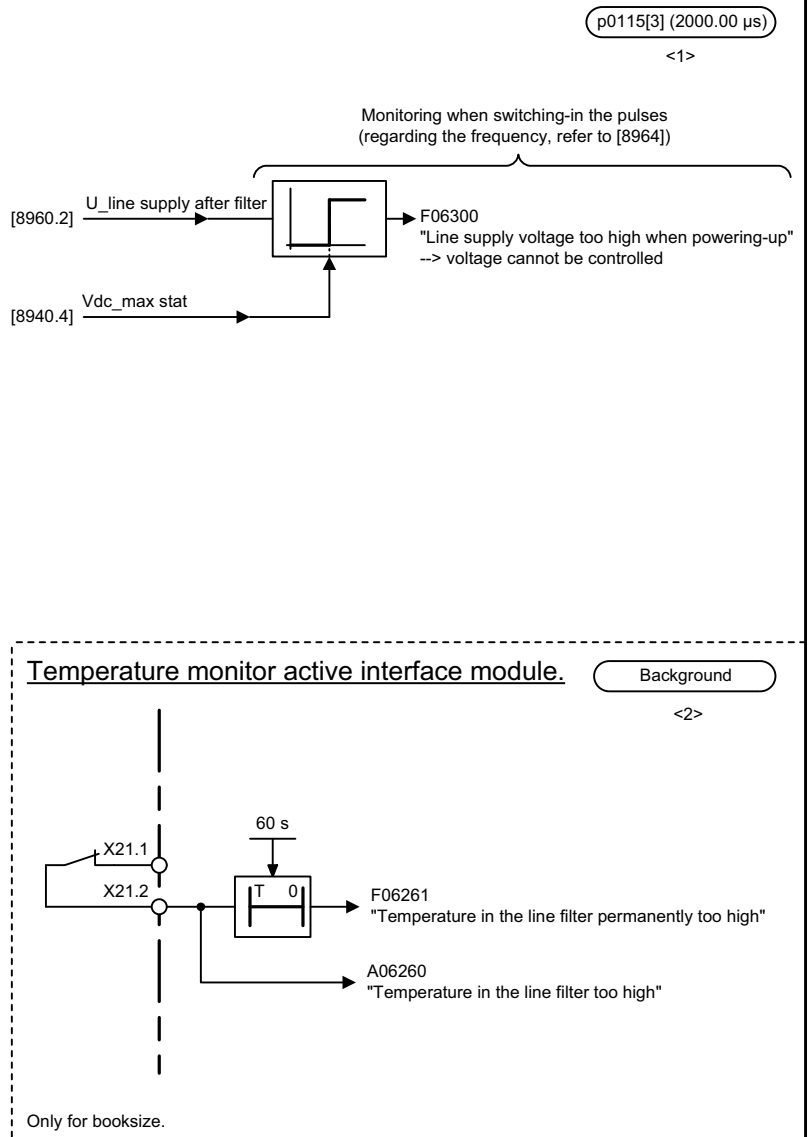 p0115[3] (2000.00 µs)
<1>
Monitoring when switching-in the pulses
(regarding the frequency, refer to [8964])
[8960.2]
U_line supply after filter
F06300
"Line supply voltage too high when powering-up"
--> voltage cannot be controlled
[8940.4]
Vdc_max stat
Temperature monitor active interface module.
Background
<2>
60 s
X21.1
X21.2
T 0
F06261
"Temperature in the line filter permanently too high"
A06260
"Temperature in the line filter too high"
Only for booksize.